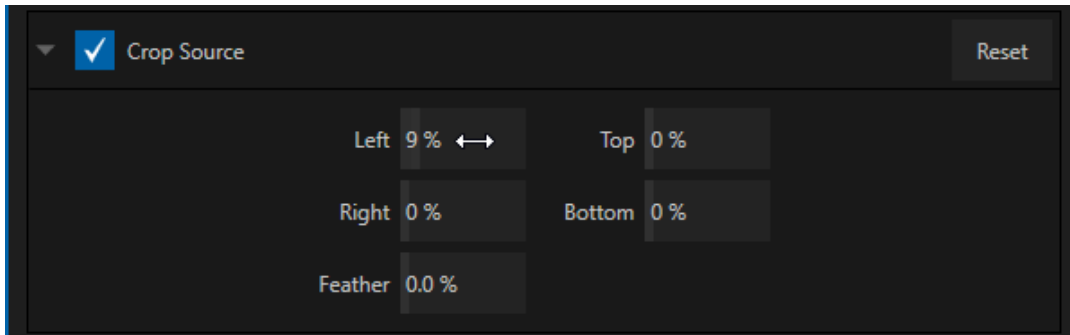 Crop Source Reset
Left 9 % Top 0 %
Right 0 % Bottom 0 %
Feather 0.0 %